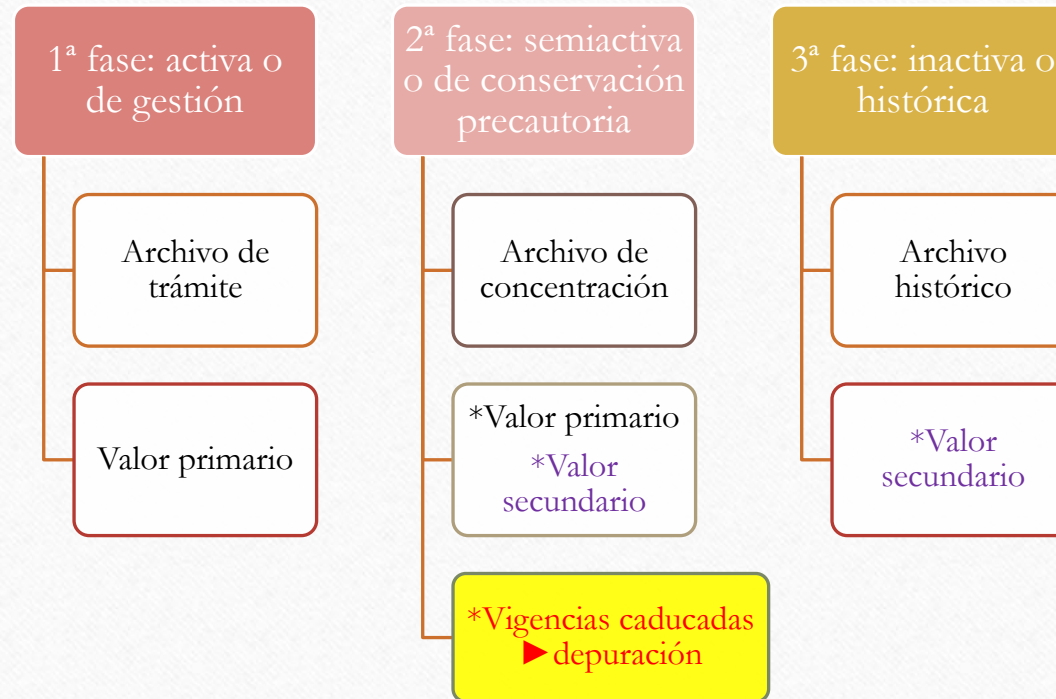 1ª fase: activa o
de gestión
Archivo de
trámite
Valor primario
2ª fase: semiactiva
o de conservación
precautoria
Archivo de
concentración
*Valor primario
*Valor
secundario
*Vigencias caducadas
►depuración
3ª fase: inactiva o
histórica
Archivo
histórico
*Valor
secundario